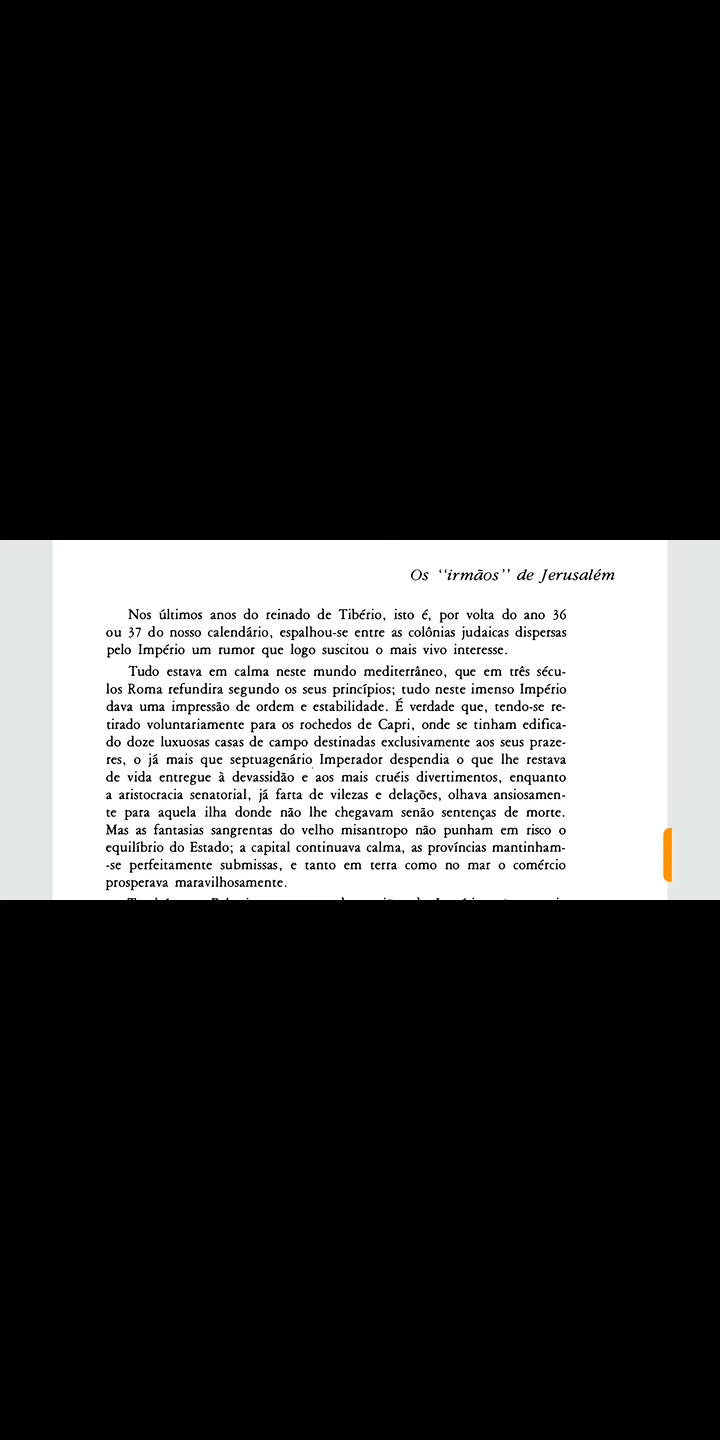 Os ‘‘irmãos’’ de Jerusalém
Nos últimos anos do reinado de Tibério, isto é, por volta do ano 36
ou 37 do nosso calendário, espalhou-se entre as colônias judaicas dispersas
pelo Império um rumor que logo suscitou o mais vivo interesse.
Tudo estava em calma neste mundo mediterrâneo, que em três sécu-
los Roma refundira segundo os seus princípios; tudo neste imenso Império
dava uma impressão de ordem e estabilidade. É verdade que, tendo-se re-
tirado voluntariamente para os rochedos de Capri, onde se tinham edifica-
do doze luxuosas casas de campo destinadas exclusivamente aos seus praze-
res, o já mais que septuagenário Imperador despendia o que lhe restava
de vida entregue à devassidão e aos mais cruéis divertimentos, enquanto
a aristocracia senatorial, já farta de vilezas e delações, olhava ansiosamen-
te para aquela ilha donde não lhe chegavam senão sentenças de morte.
Mas as fantasias sangrentas do velho misantropo não punham em risco o
equilíbrio do Estado; a capital continuava calma, as províncias mantinham-
-se perfeitamente submissas, e tanto em terra como no mar o comércio
prosperava maravilhosamente.